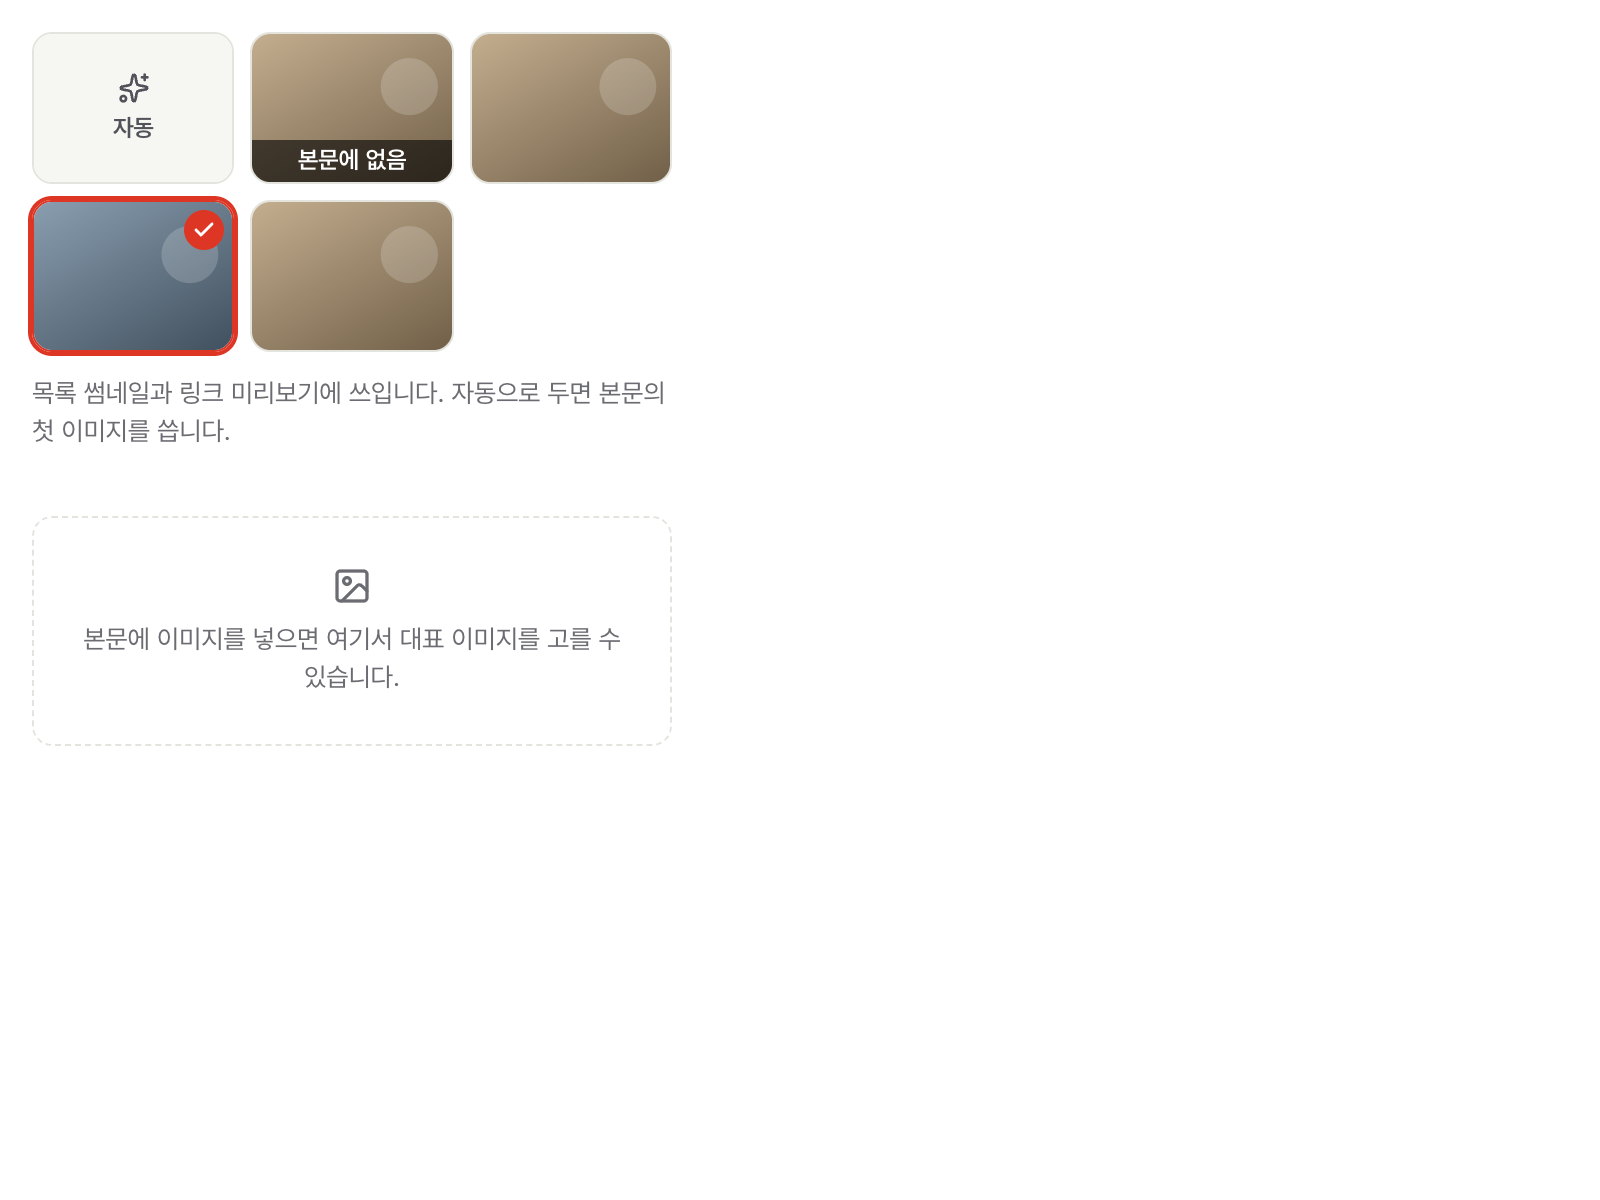 자동
본문에 없음
목록 썸네일과 링크 미리보기에 쓰입니다. 자동으로 두면 본문의
첫 이미지를 씁니다.
본문에 이미지를 넣으면 여기서 대표 이미지를 고를 수
있습니다.